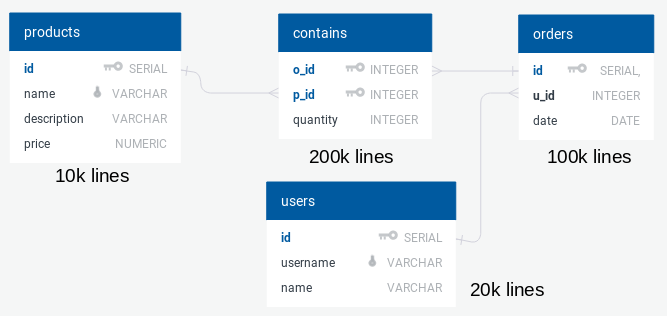 products
id SERIAL
name VARCHAR
description VARCHAR
price NUMERIC
10k lines
contains
o_id INTEGER
p_id INTEGER
quantity INTEGER
200k lines
orders
id SERIAL,
u_id INTEGER
date DATE
100k lines
users
id SERIAL
username VARCHAR
name VARCHAR
20k lines